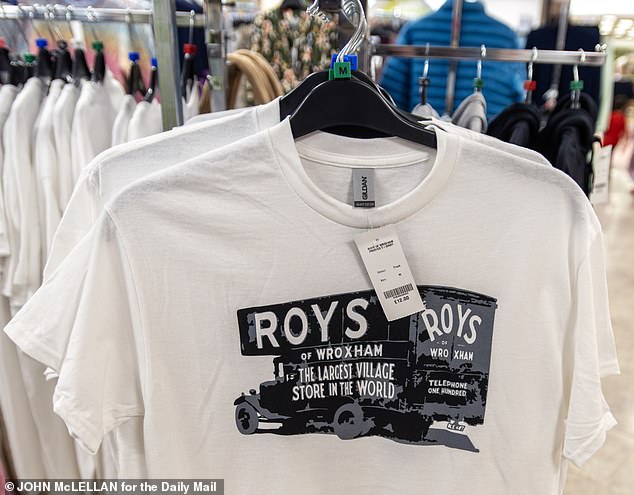 M
GILDAN
£12.00
ROYS
OF WROXHAM
THE LARGEST VILLAGE
STORE IN THE WORLD
ROYS
OF
WROXHAM
TELEPHONE
ONE HUNDRED
© JOHN McLELLAN for the Daily Mail